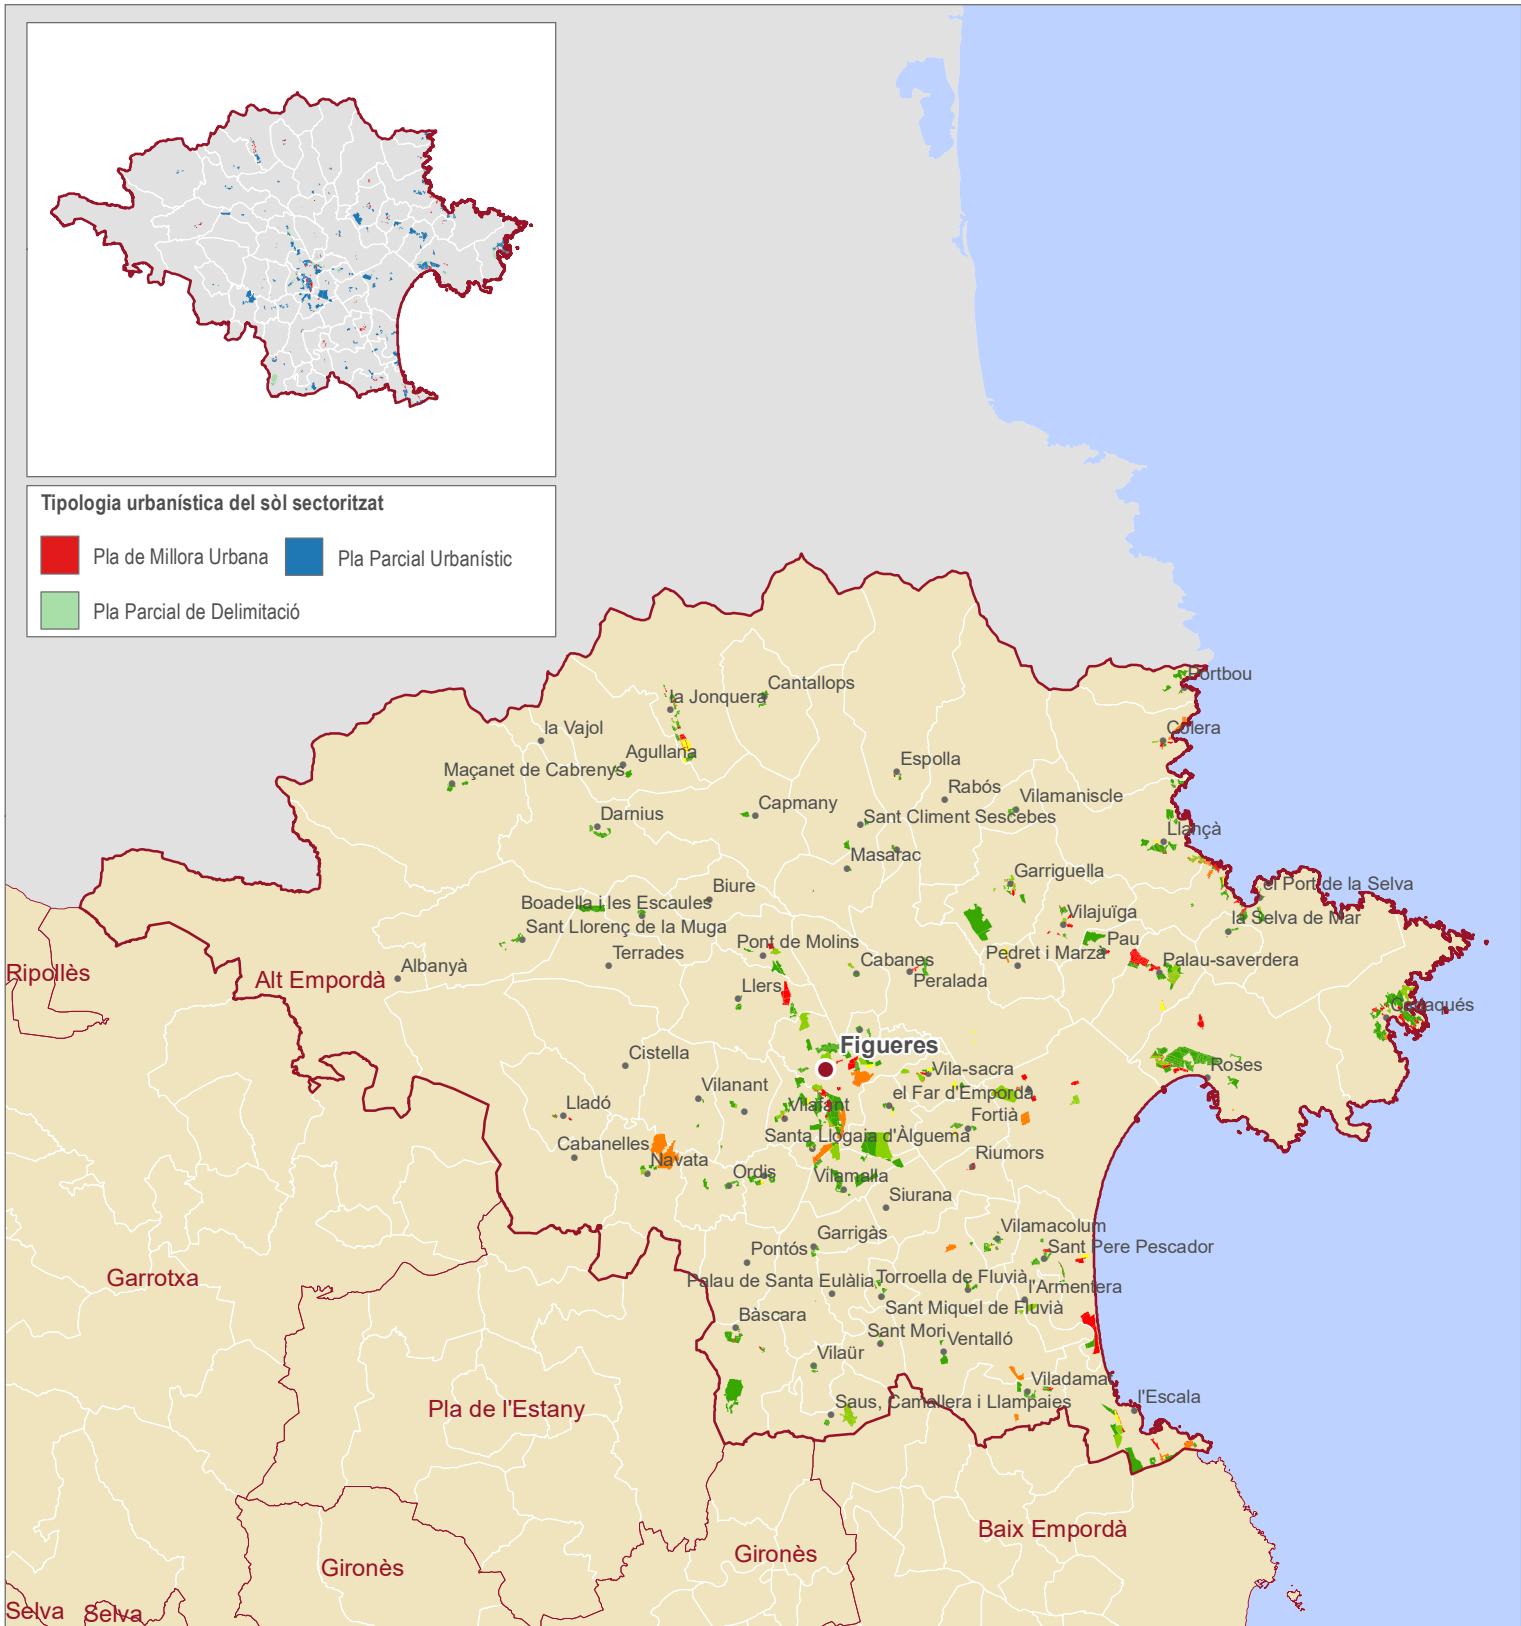 Tipologia urbanística del sòl sectoritzat
Pla de Millora Urbana
Pla Parcial Urbanístic
Pla Parcial de Delimitació
Portbou
Cantallops
la Jonquera
la Vajol
Colera
Agullana
Espolla
Maçanet de Cabrenys
Rabós
Vilamaniscle
Capmany
Darnius
Sant Climent Sescebes
Llançà
Masarac
Garriguella
Biure
el Port de la Selva
Boadella i les Escaules
Vilajuïga
la Selva de Mar
Sant Llorenç de la Muga
Pont de Molins
Pau
Terrades
Cabanes
Pedret i Marzà
Palau-saverdera
Albanyà
Ripollès
Alt Empordà
Peralada
Llers
Cadaqués
Figueres
Cistella
Roses
Vila-sacra
Vilanant
el Far d'Empordà
Lladó
Vilafant
Fortià
Santa Llogaia d'Àlguema
Cabanelles
Riumors
Navata
Ordis
Vilamalla
Siurana
Vilamacolum
Garrigàs
Sant Pere Pescador
Pontós
Garrotxa
Palau de Santa Eulàlia
Torroella de Fluvià
l'Armentera
Sant Miquel de Fluvià
Bàscara
Sant Mori
Ventalló
Vilaür
Viladamat
l'Escala
Saus, Camallera i Llampaies
Pla de l'Estany
Baix Empordà
Gironès
Gironès
Selva
Selva